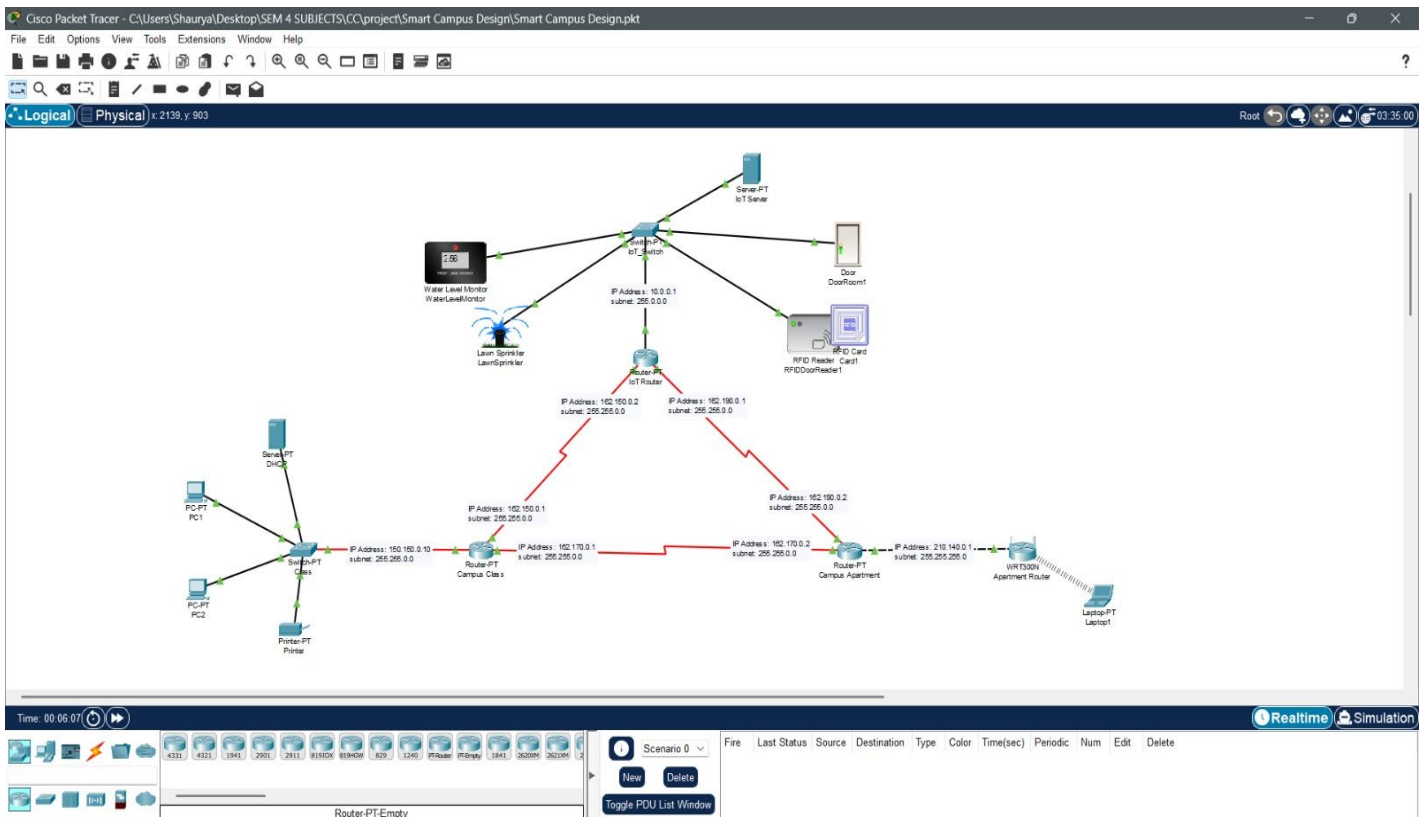 Cisco Packet Tracer - C:\Users\Shaurya\Desktop\SEM 4 SUBJECTS\CC\project\Smart Campus Design\Smart Campus Design.pkt
File Edit Options View Tools Extensions Window Help
?
Logical Physical x: 2139, y: 903
Root 03:35:00
Server-PT
IoT Server
Switch-PT
IoT_Switch
2.56
Water Level Monitor
WaterLevelMonitor
Door
DoorRoom1
IP Address: 10.0.0.1
subnet: 255.0.0.0
Lawn Sprinkler
LawnSprinkler
RFID Card
Card1
RFID Reader
RFIDDoorReader1
Router-PT
IoT Router
IP Address: 162.150.0.2
subnet: 255.255.0.0
IP Address: 162.190.0.1
subnet: 255.255.0.0
Server-PT
DHCP
PC-PT
PC1
IP Address: 162.150.0.1
subnet: 255.255.0.0
IP Address: 162.190.0.2
subnet: 255.255.0.0
Switch-PT
Class
IP Address: 150.150.0.10
subnet: 255.255.0.0
Router-PT
Campus Class
IP Address: 162.170.0.1
subnet: 255.255.0.0
IP Address: 162.170.0.2
subnet: 255.255.0.0
Router-PT
Campus Apartment
IP Address: 210.140.0.1
subnet: 255.255.255.0
WRT300N
Apartment Router
PC-PT
PC2
Laptop-PT
Laptop1
Printer-PT
Printer
Time: 00:06:07
Realtime Simulation
4331 4321 1941 2901 2911 819IOX 819HGW 829 1240 PT-Router PT-Empty 1841 2620XM 2621XM
Router-PT-Empty
Scenario 0
New Delete
Toggle PDU List Window
Fire Last Status Source Destination Type Color Time(sec) Periodic Num Edit Delete